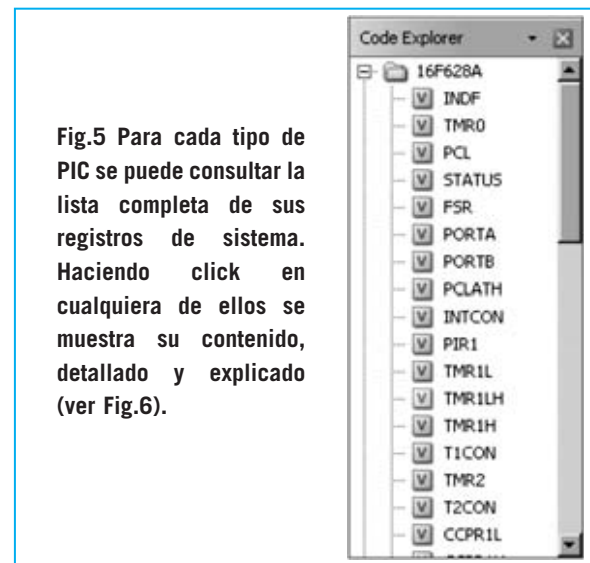 Fig.5 Para cada tipo de
PIC se puede consultar la
lista completa de sus
registros de sistema.
Haciendo click en
cualquiera de ellos se
muestra su contenido,
detallado y explicado
(ver Fig.6).
Code Explorer
16F628A
V INDF
V TMR0
V PCL
V STATUS
V FSR
V PORTA
V PORTB
V PCLATH
V INTCON
V PIR1
V TMR1L
V TMR1LH
V TMR1H
V T1CON
V TMR2
V T2CON
V CCPR1L